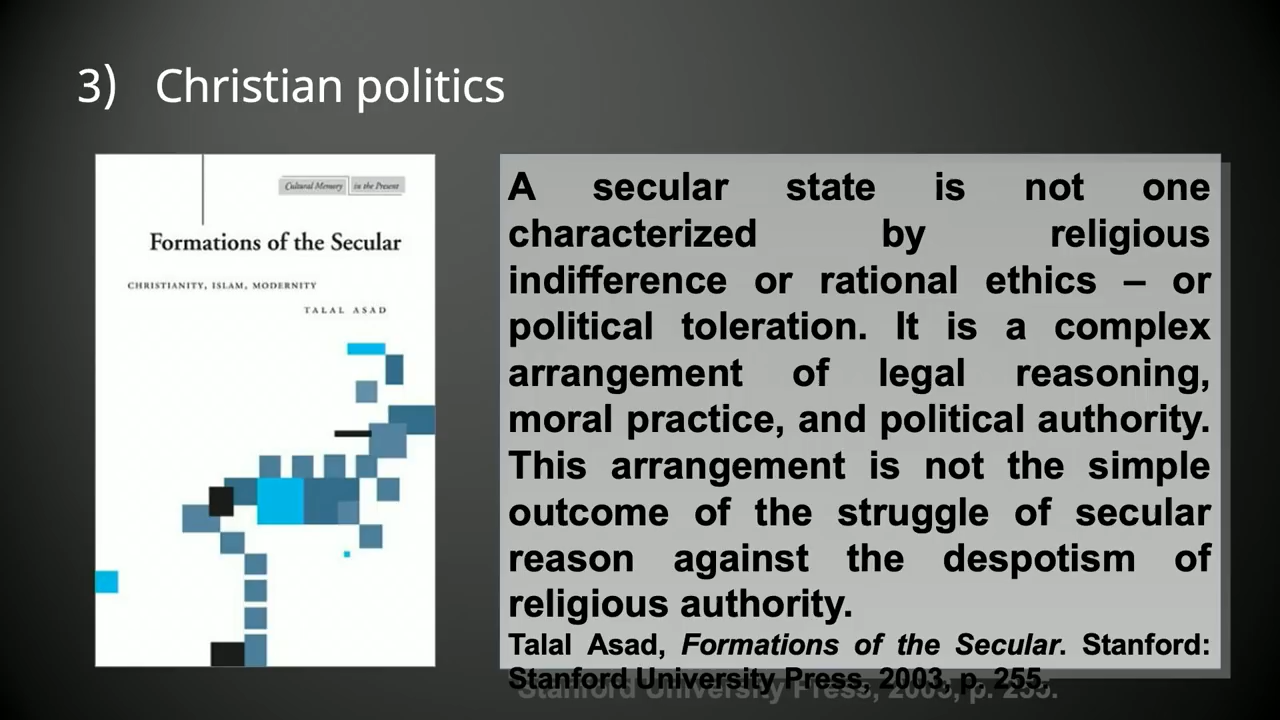 3) Christian politics
Cultural Memory in the Present
Formations of the Secular
CHRISTIANITY, ISLAM, MODERNITY
TALAL ASAD
A secular state is not one
characterized by religious
indifference or rational ethics – or
political toleration. It is a complex
arrangement of legal reasoning,
moral practice, and political authority.
This arrangement is not the simple
outcome of the struggle of secular
reason against the despotism of
religious authority.
Talal Asad, Formations of the Secular. Stanford:
Stanford University Press, 2003, p. 255.